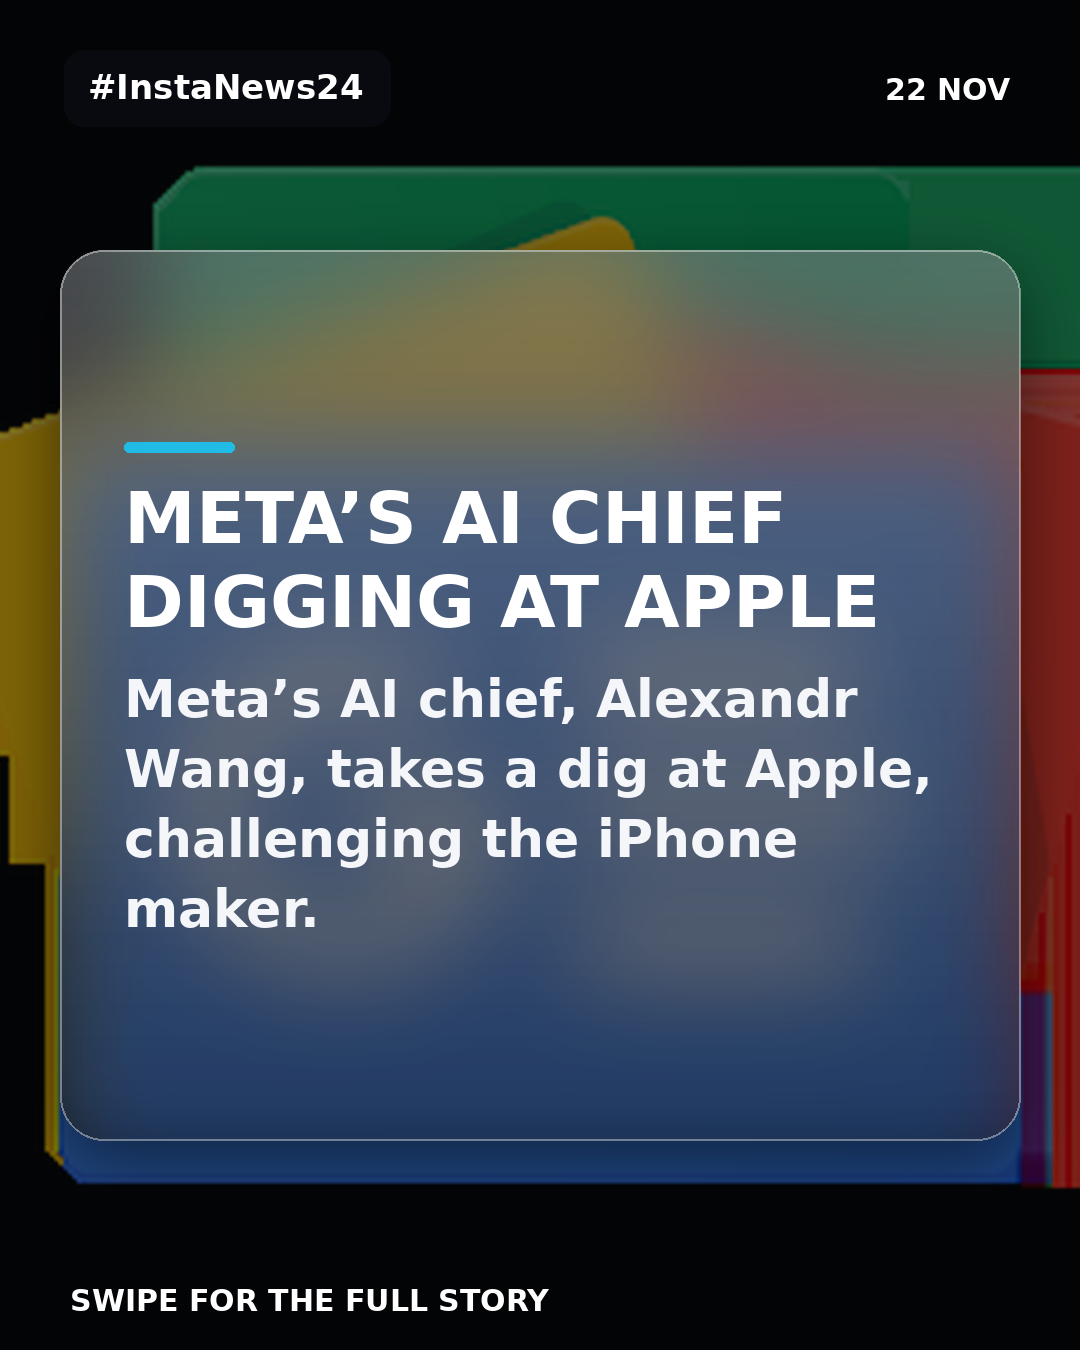 #InstaNews24
22 NOV
META’S AI CHIEF
DIGGING AT APPLE
Meta’s AI chief, Alexandr
Wang, takes a dig at Apple,
challenging the iPhone
maker.
SWIPE FOR THE FULL STORY